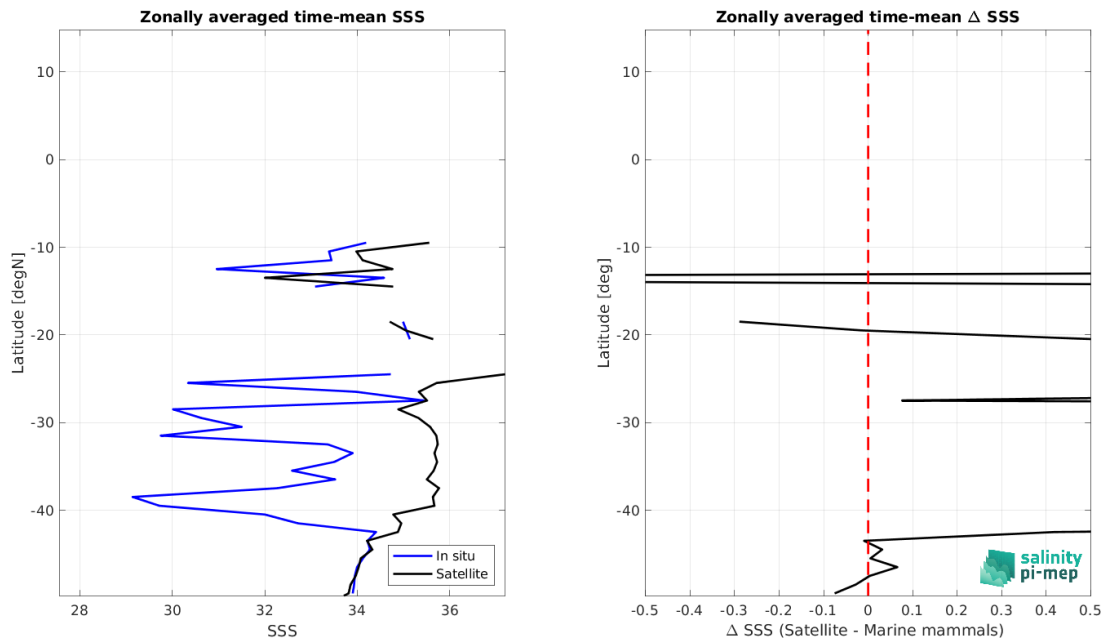 Zonally averaged time-mean SSS
10
0
-10
-20
-30
-40
Latitude [degN]
28
30
32
34
36
SSS
In situ
Satellite
Zonally averaged time-mean Δ SSS
10
0
-10
-20
-30
-40
Latitude [deg]
-0.5
-0.4
-0.3
-0.2
-0.1
0
0.1
0.2
0.3
0.4
0.5
Δ SSS (Satellite - Marine mammals)
salinity
pi-mep